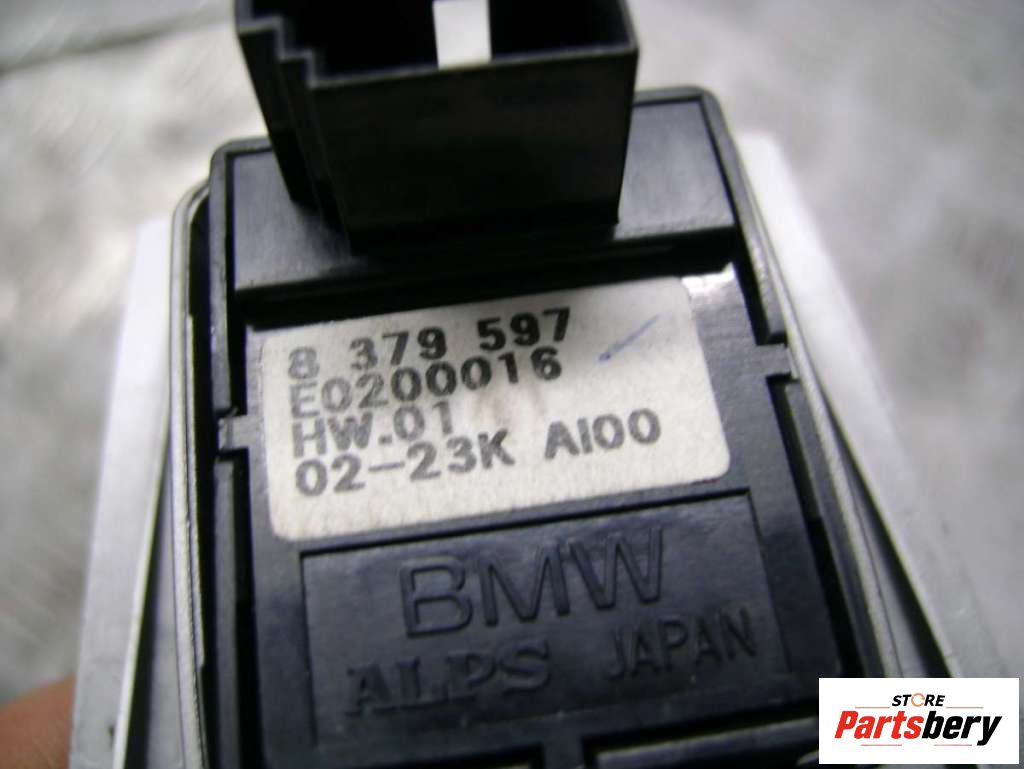 8 379 597
E0200016
HW.01
02-23K AI00
BMW
ALPS JAPAN
STORE
Partsbery